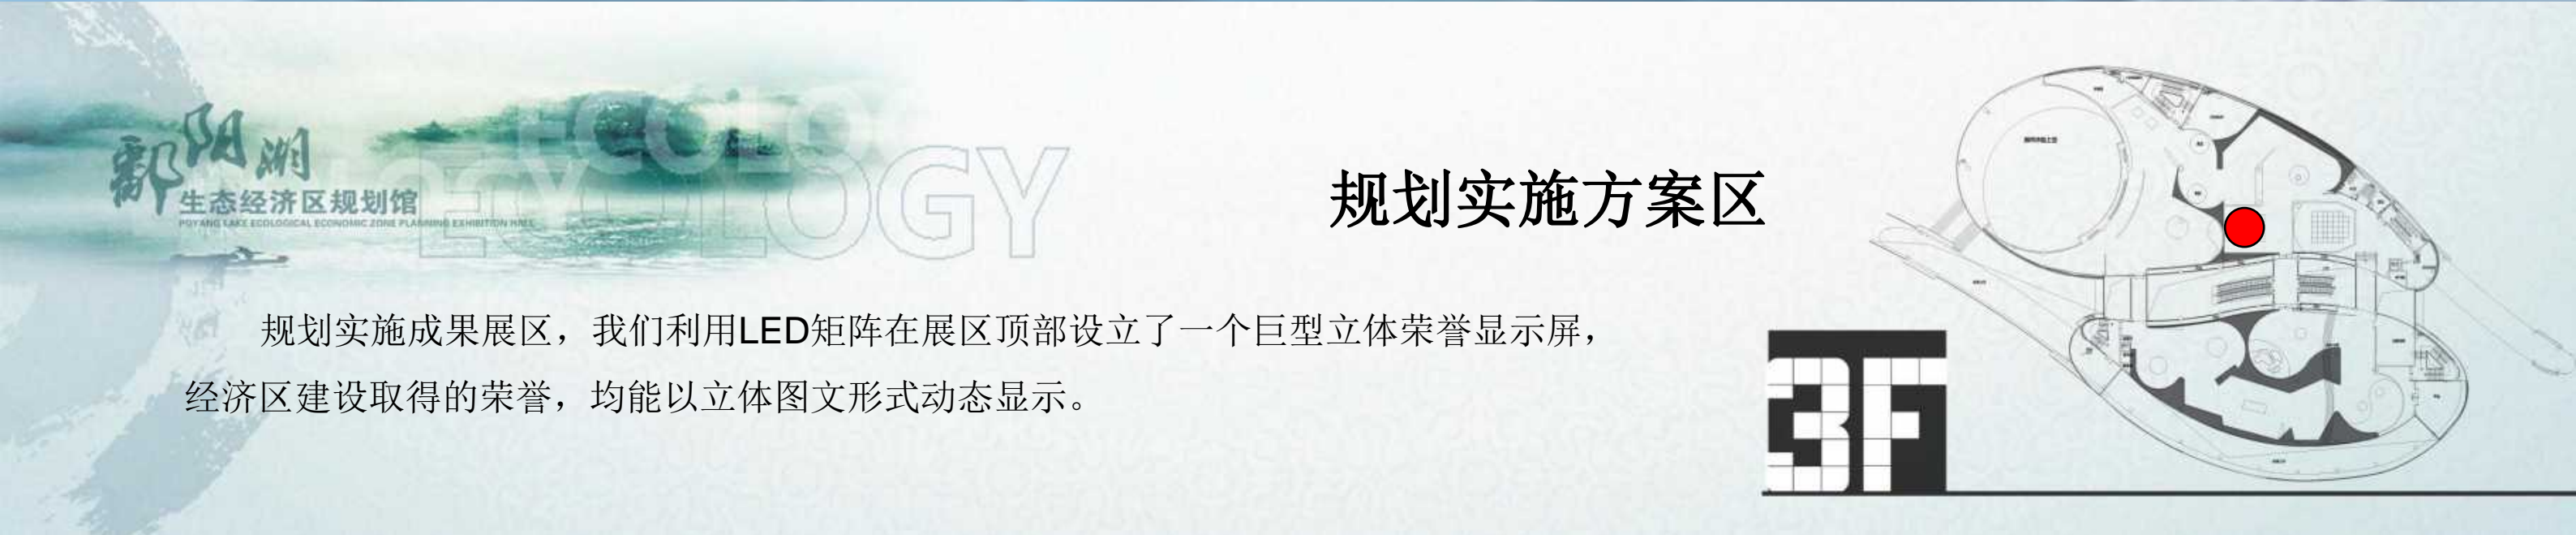 鄱阳湖
生态经济区规划馆
POYANG LAKE ECOLOGICAL ECONOMIC ZONE PLANNING EXHIBITION HALL
ECOLO
ECOLOGY
规划实施方案区
规划实施成果展区，我们利用LED矩阵在展区顶部设立了一个巨型立体荣誉显示屏，
经济区建设取得的荣誉，均能以立体图文形式动态显示。
3F